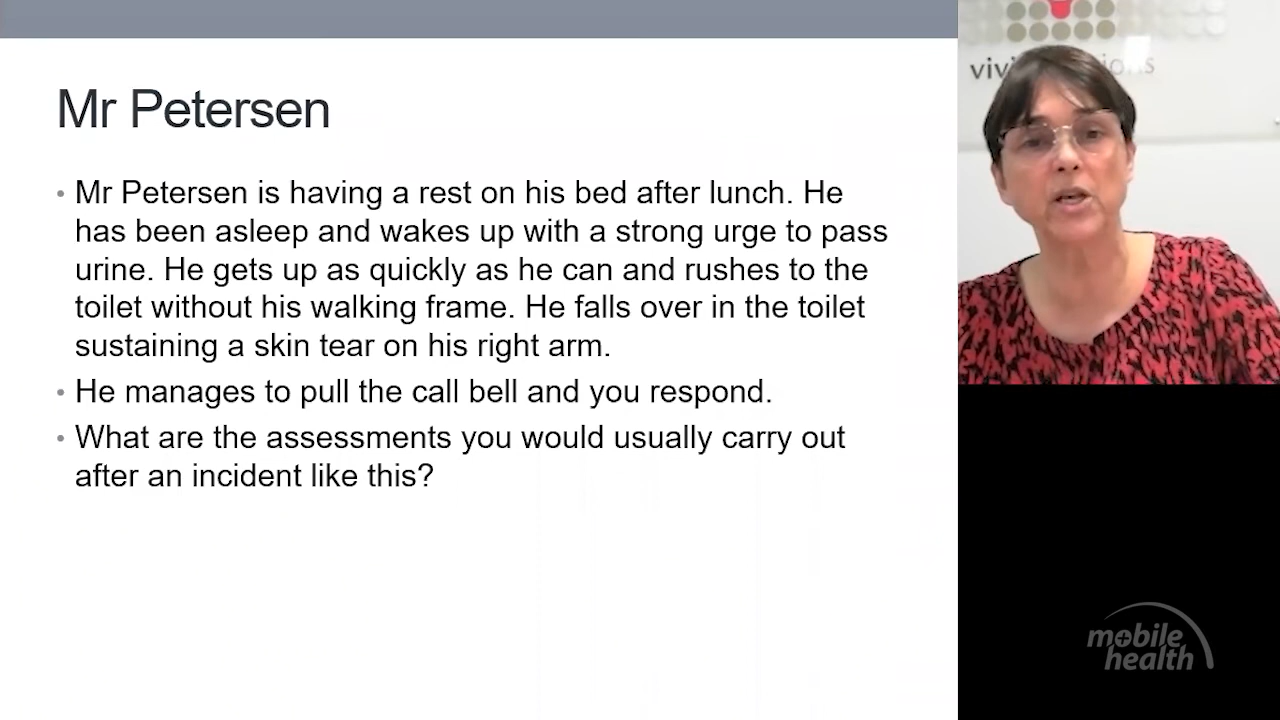 Mr Petersen
• Mr Petersen is having a rest on his bed after lunch. He
has been asleep and wakes up with a strong urge to pass
urine. He gets up as quickly as he can and rushes to the
toilet without his walking frame. He falls over in the toilet
sustaining a skin tear on his right arm.
• He manages to pull the call bell and you respond.
• What are the assessments you would usually carry out
after an incident like this?
mobile
health